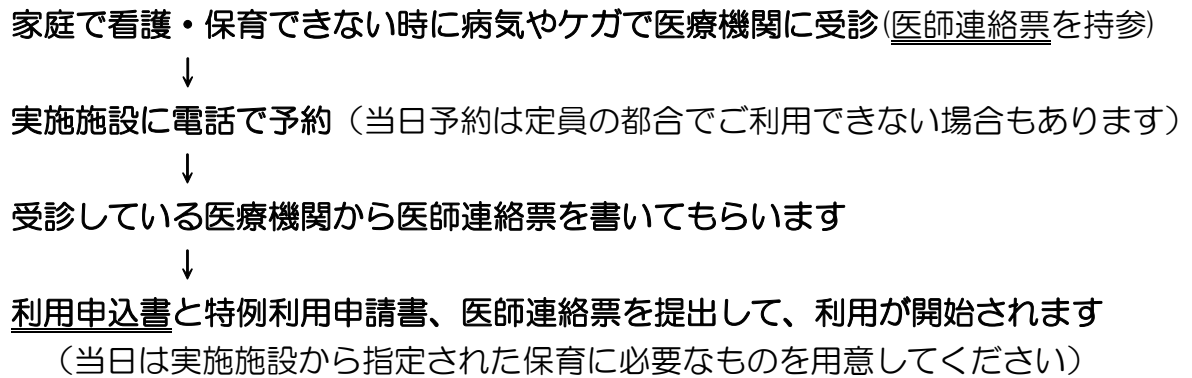 家庭で看護・保育できない時に病気やケガで医療機関に受診(医師連絡票を持参)
↓
実施施設に電話で予約（当日予約は定員の都合でご利用できない場合もあります）
↓
受診している医療機関から医師連絡票を書いてもらいます
↓
利用申込書と特例利用申請書、医師連絡票を提出して、利用が開始されます
（当日は実施施設から指定された保育に必要なものを用意してください）